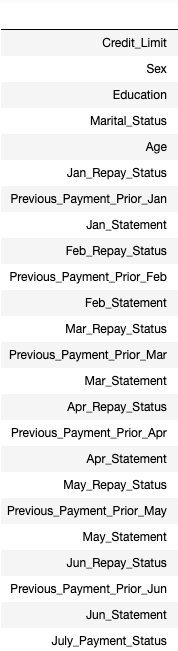 Credit_Limit
Sex
Education
Marital_Status
Age
Jan_Repay_Status
Previous_Payment_Prior_Jan
Jan_Statement
Feb_Repay_Status
Previous_Payment_Prior_Feb
Feb_Statement
Mar_Repay_Status
Previous_Payment_Prior_Mar
Mar_Statement
Apr_Repay_Status
Previous_Payment_Prior_Apr
Apr_Statement
May_Repay_Status
Previous_Payment_Prior_May
May_Statement
Jun_Repay_Status
Previous_Payment_Prior_Jun
Jun_Statement
July_Payment_Status